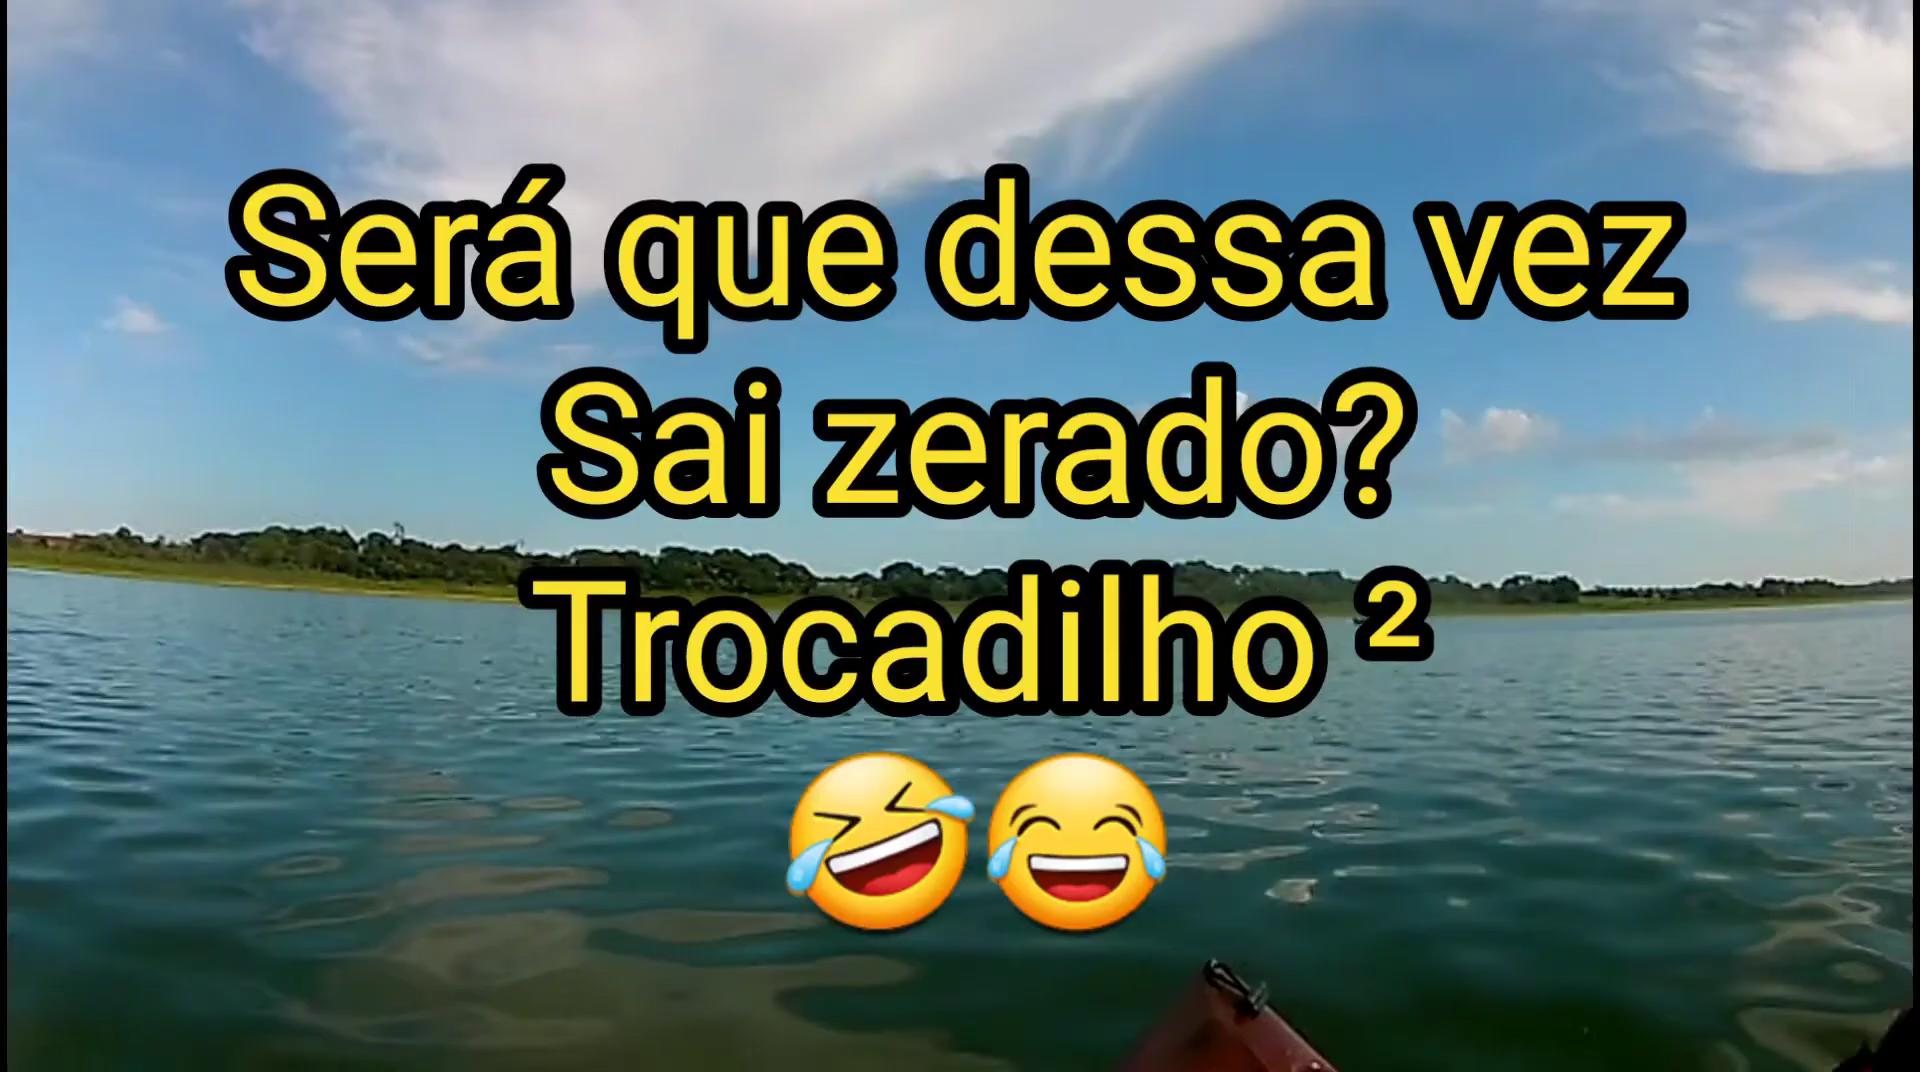 Será que dessa vez
Sai zerado?
Trocadilho ²
🤣😂